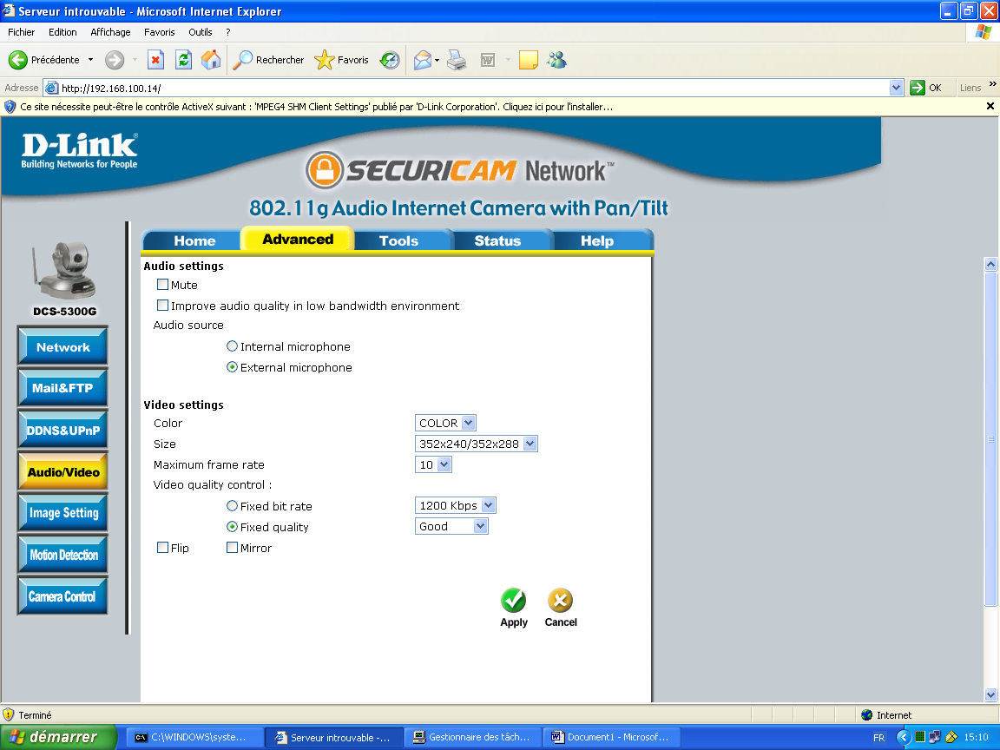 Serveur introuvable - Microsoft Internet Explorer
Fichier Edition Affichage Favoris Outils ?
Précédente Rechercher Favoris
Adresse http://192.168.100.14/ OK Liens »
Ce site nécessite peut-être le contrôle ActiveX suivant : 'MPEG4 SHM Client Settings' publié par 'D-Link Corporation'. Cliquez ici pour l'installer...
D-Link®
Building Networks for People
SECURICAM Network™
802.11g Audio Internet Camera with Pan/Tilt
Home Advanced Tools Status Help
DCS-5300G
Network
Mail&FTP
DDNS&UPnP
Audio/Video
Image Setting
Motion Detection
Camera Control
Audio settings
Mute
Improve audio quality in low bandwidth environment
Audio source
Internal microphone
External microphone
Video settings
Color COLOR
Size 352x240/352x288
Maximum frame rate 10
Video quality control :
Fixed bit rate 1200 Kbps
Fixed quality Good
Flip Mirror
Apply Cancel
Terminé Internet
démarrer C:\WINDOWS\syste... Serveur introuvable -... Gestionnaire des tâch... Document1 - Microsof... FR 15:10